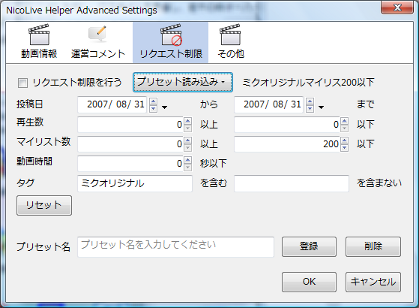 NicoLive Helper Advanced Settings
動画情報 運営コメント リクエスト制限 その他
リクエスト制限を行う プリセット読み込み ミクオリジナルマイリス200以下
投稿日 2007/ 08/ 31 から 2007/ 08/ 31 まで
再生数 0 以上 0 以下
マイリスト数 0 以上 200 以下
動画時間 0 秒以下
タグ ミクオリジナル を含む を含まない
リセット
プリセット名 プリセット名を入力してください 登録 削除
OK キャンセル